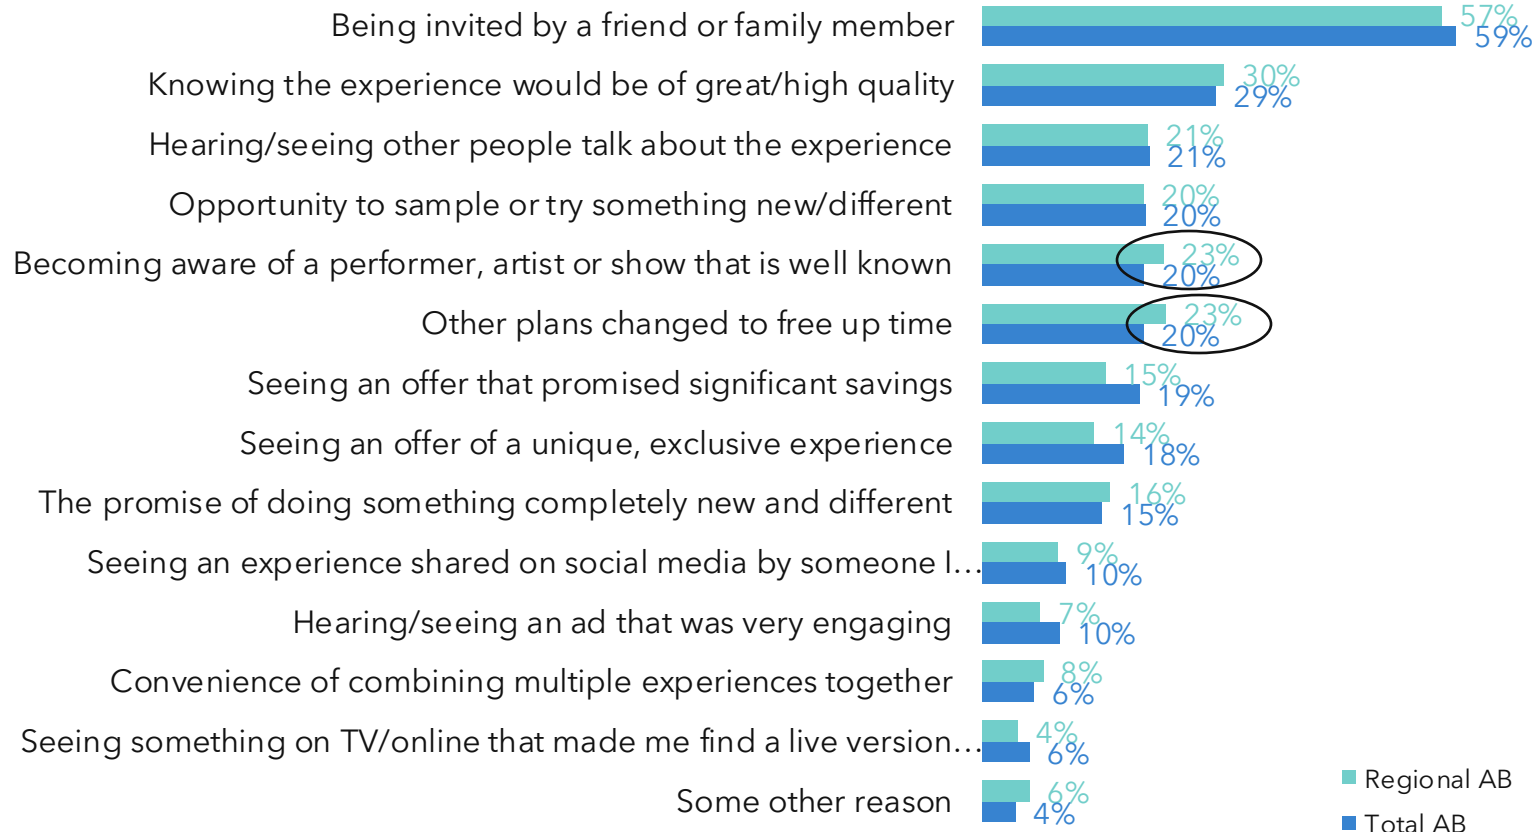 Being invited by a friend or family member
57%
59%
Knowing the experience would be of great/high quality
30%
29%
Hearing/seeing other people talk about the experience
21%
21%
Opportunity to sample or try something new/different
20%
20%
Becoming aware of a performer, artist or show that is well known
23%
20%
Other plans changed to free up time
23%
20%
Seeing an offer that promised significant savings
15%
19%
Seeing an offer of a unique, exclusive experience
14%
18%
The promise of doing something completely new and different
16%
15%
Seeing an experience shared on social media by someone I…
9%
10%
Hearing/seeing an ad that was very engaging
7%
10%
Convenience of combining multiple experiences together
8%
6%
Seeing something on TV/online that made me find a live version…
4%
6%
Some other reason
6%
4%
Regional AB
Total AB